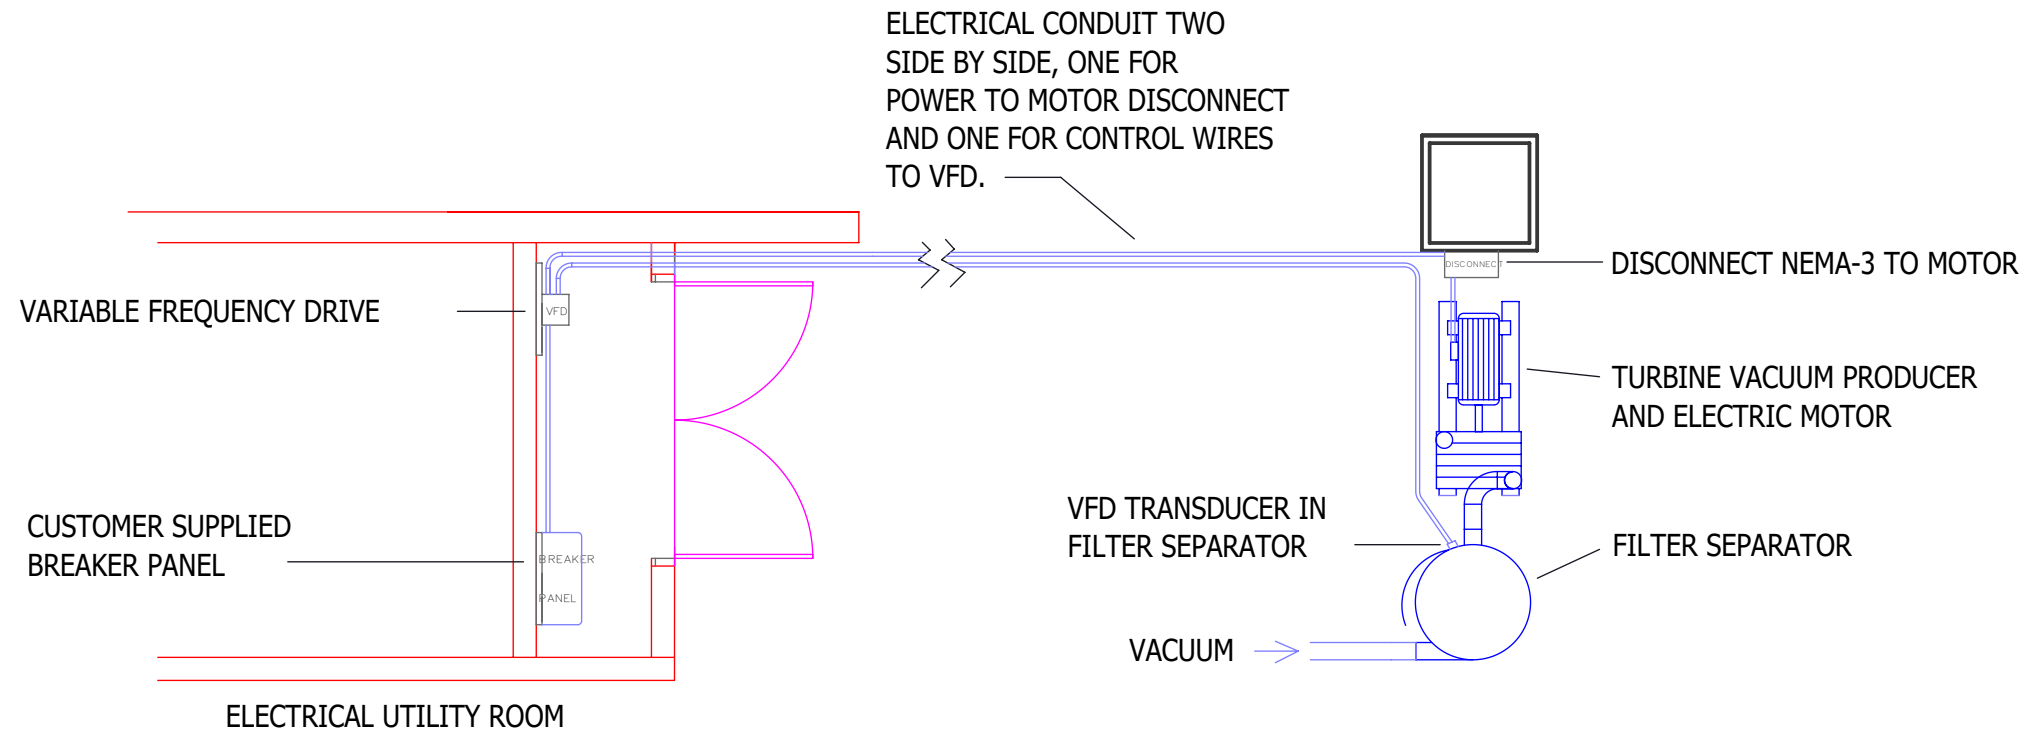 ELECTRICAL CONDUIT TWO
SIDE BY SIDE, ONE FOR
POWER TO MOTOR DISCONNECT
AND ONE FOR CONTROL WIRES
TO VFD.
DISCONNECT
DISCONNECT NEMA-3 TO MOTOR
VARIABLE FREQUENCY DRIVE
VFD
TURBINE VACUUM PRODUCER
AND ELECTRIC MOTOR
VFD TRANSDUCER IN
FILTER SEPARATOR
CUSTOMER SUPPLIED
BREAKER PANEL
BREAKER
PANEL
FILTER SEPARATOR
VACUUM
ELECTRICAL UTILITY ROOM